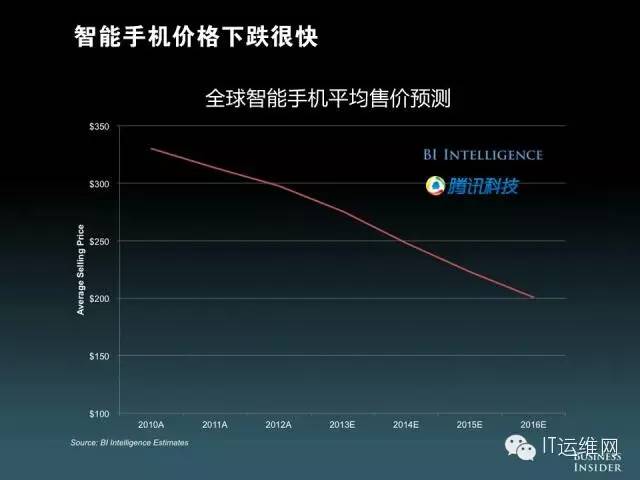 智能手机价格下跌很快
全球智能手机平均售价预测
BI INTELLIGENCE
腾讯科技
Average Selling Price
$350
$300
$250
$200
$150
$100
2010A 2011A 2012A 2013E 2014E 2015E 2016E
Source: BI Intelligence Estimates
IT运维网
BUSINESS
INSIDER